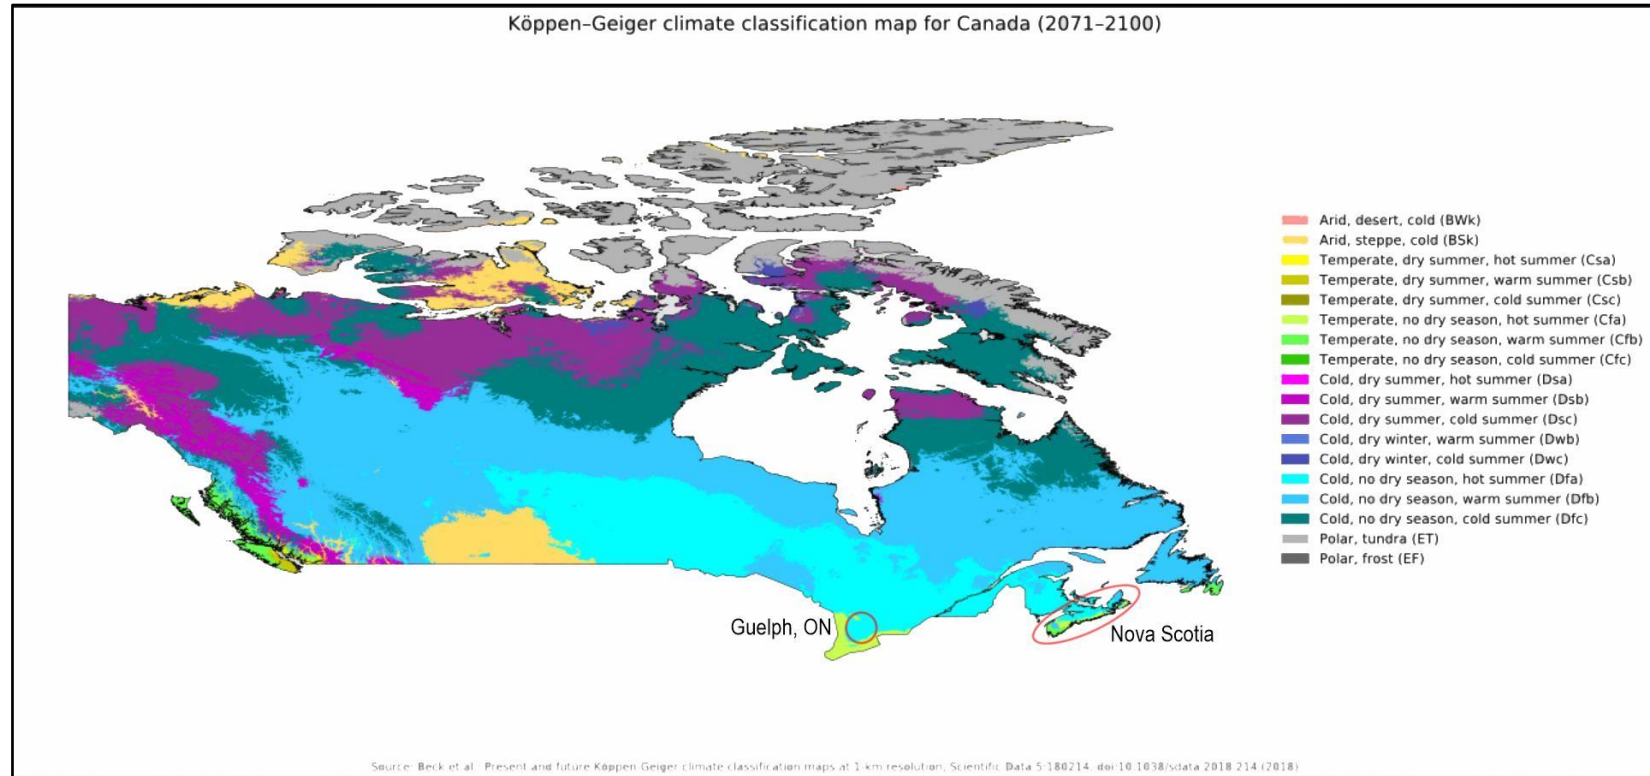 Köppen–Geiger climate classification map for Canada (2071–2100)
Arid, desert, cold (BWk)
Arid, steppe, cold (BSk)
Temperate, dry summer, hot summer (Csa)
Temperate, dry summer, warm summer (Csb)
Temperate, dry summer, cold summer (Csc)
Temperate, no dry season, hot summer (Cfa)
Temperate, no dry season, warm summer (Cfb)
Temperate, no dry season, cold summer (Cfc)
Cold, dry summer, hot summer (Dsa)
Cold, dry summer, warm summer (Dsb)
Cold, dry summer, cold summer (Dsc)
Cold, dry winter, warm summer (Dwb)
Cold, dry winter, cold summer (Dwc)
Cold, no dry season, hot summer (Dfa)
Cold, no dry season, warm summer (Dfb)
Cold, no dry season, cold summer (Dfc)
Polar, tundra (ET)
Polar, frost (EF)
Guelph, ON
Nova Scotia
Source: Beck et al.: Present and future Köppen-Geiger climate classification maps at 1-km resolution, Scientific Data 5:180214, doi:10.1038/sdata.2018.214 (2018)